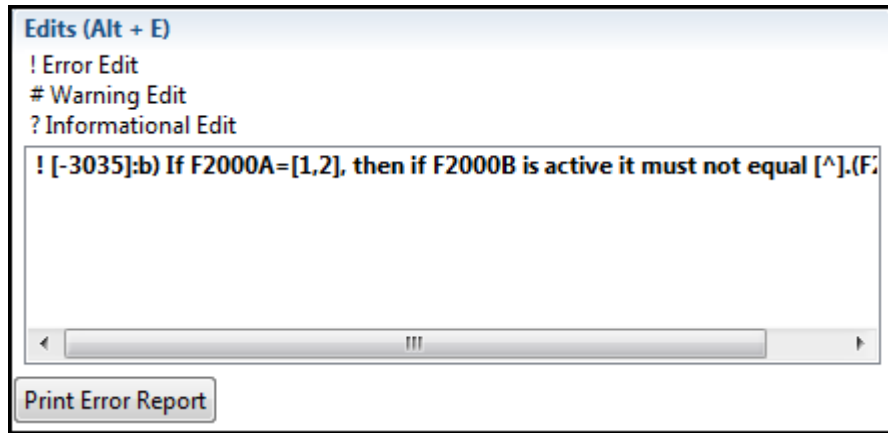 Edits (Alt + E)
! Error Edit
# Warning Edit
? Informational Edit
! [-3035]:b) If F2000A=[1,2], then if F2000B is active it must not equal [^].(F
Print Error Report